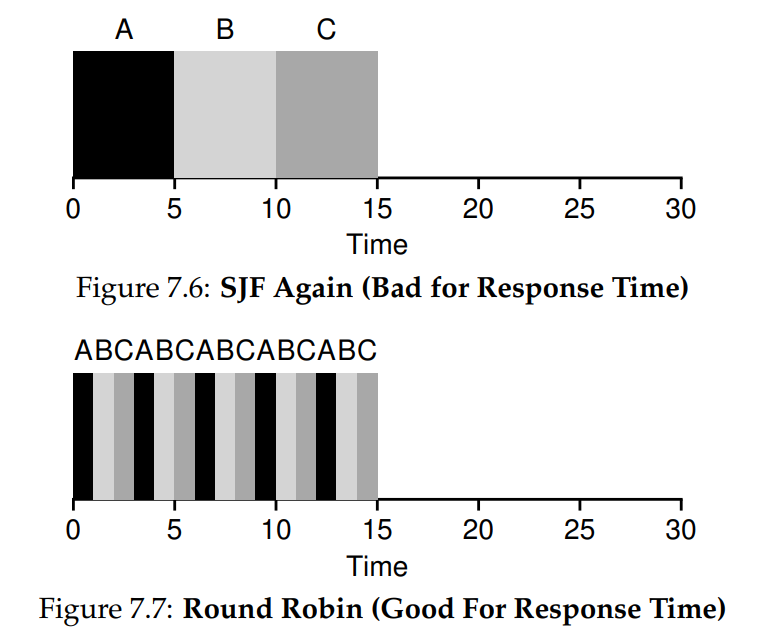 A B C
0 5 10 15 20 25 30
Time
Figure 7.6: SJF Again (Bad for Response Time)
ABCABCABCABCABC
0 5 10 15 20 25 30
Time
Figure 7.7: Round Robin (Good For Response Time)